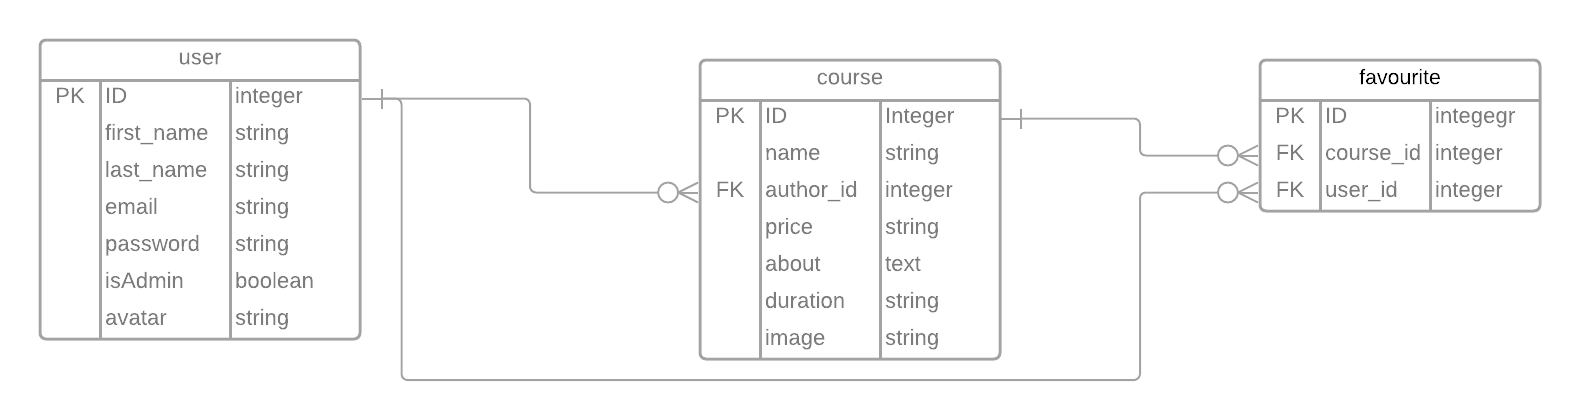 user
PK ID integer
first_name string
last_name string
email string
password string
isAdmin boolean
avatar string
course
PK ID Integer
name string
FK author_id integer
price string
about text
duration string
image string
favourite
PK ID integegr
FK course_id integer
FK user_id integer